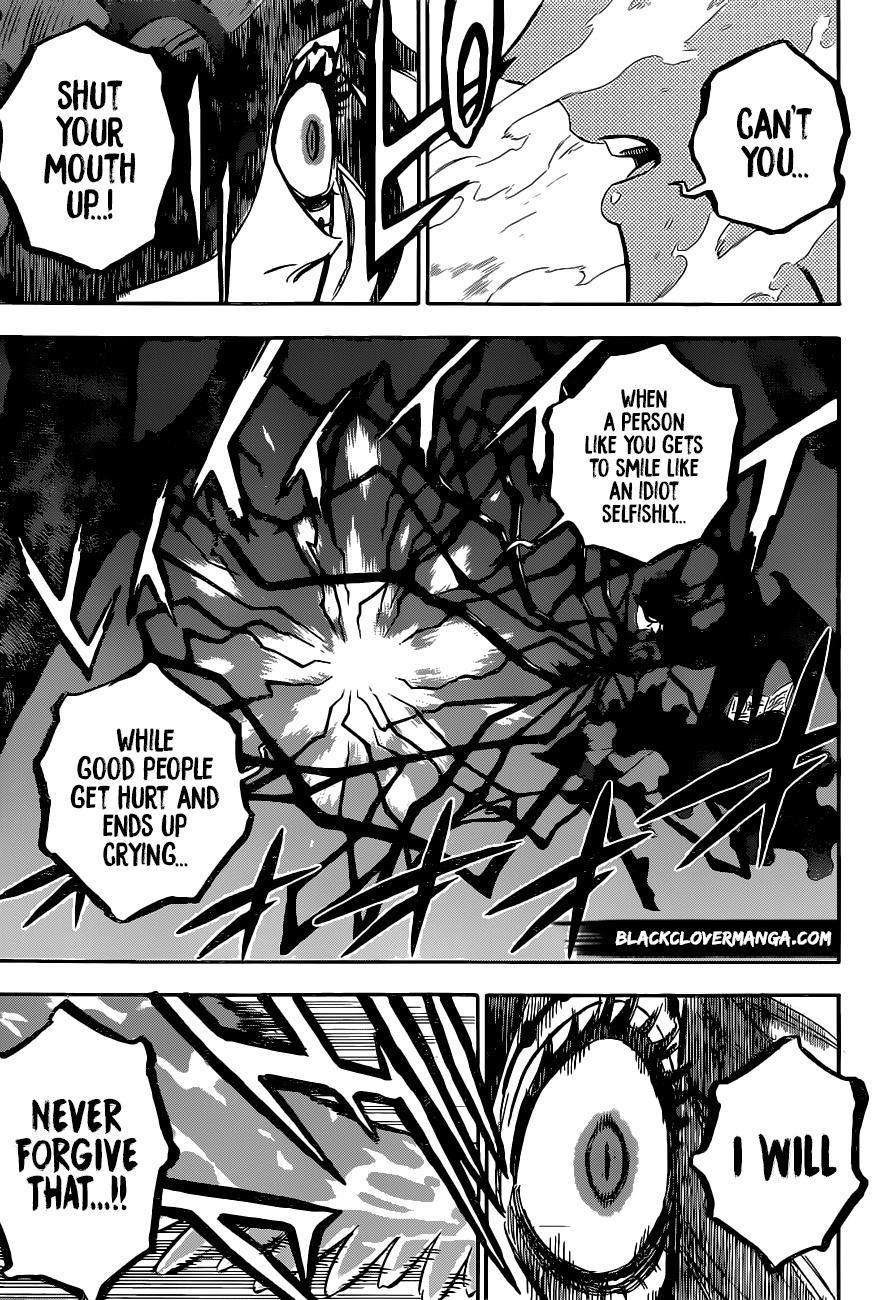 CAN'T
YOU...
SHUT
YOUR
MOUTH
UP...!
WHEN
A PERSON
LIKE YOU GETS
TO SMILE LIKE
AN IDIOT
SELFISHLY...
WHILE
GOOD PEOPLE
GET HURT AND
ENDS UP
CRYING...
BLACKCLOVERMANGA.COM
I WILL
NEVER
FORGIVE
THAT...!!